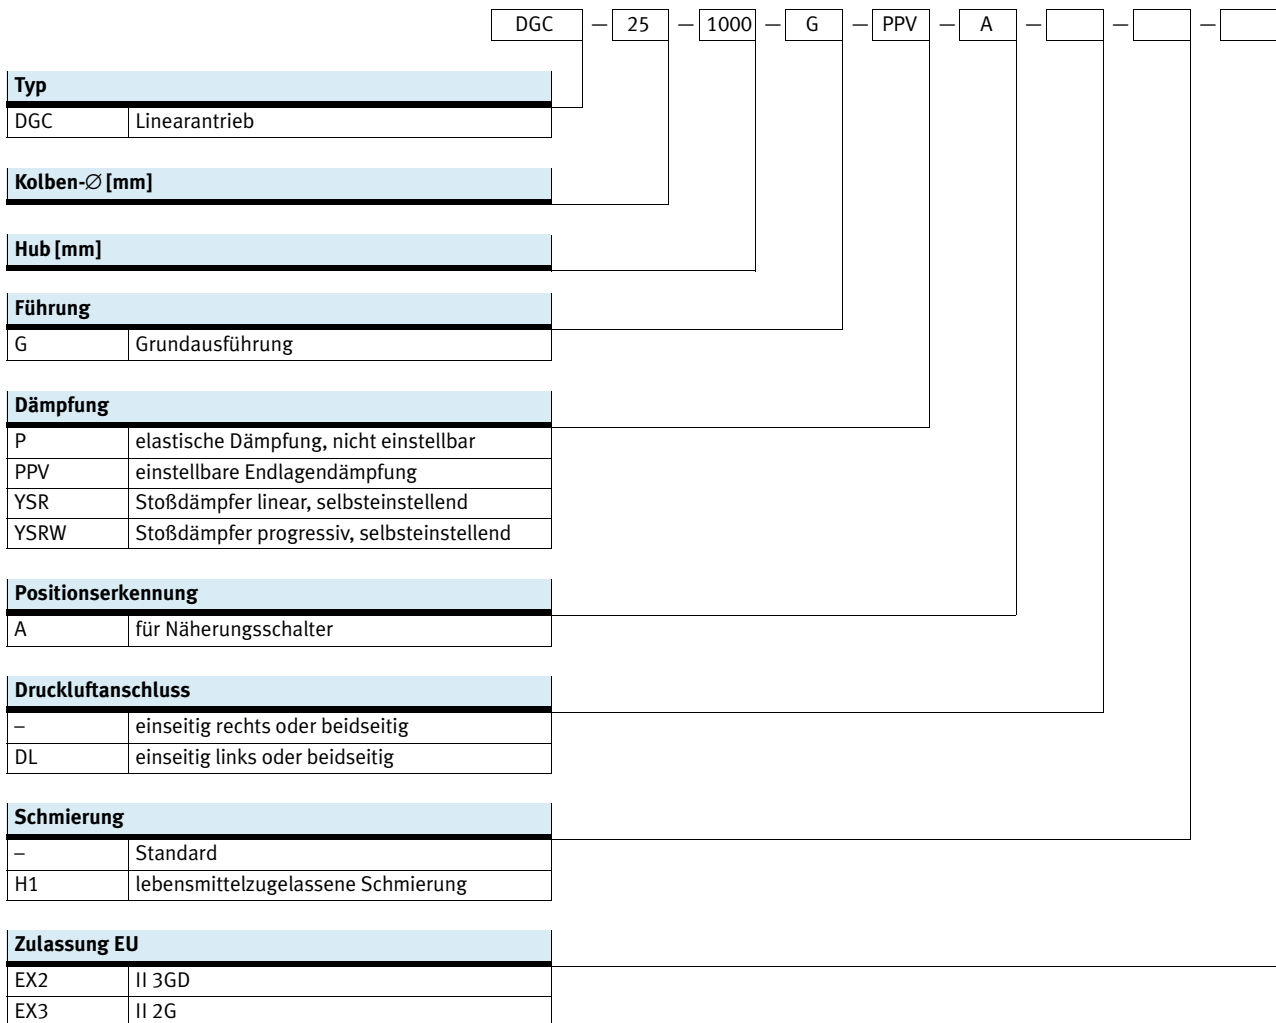 DGC – 25 – 1000 – G – PPV – A – – –
Typ
DGC Linearantrieb
Kolben-∅ [mm]
Hub [mm]
Führung
G Grundausführung
Dämpfung
P elastische Dämpfung, nicht einstellbar
PPV einstellbare Endlagendämpfung
YSR Stoßdämpfer linear, selbsteinstellend
YSRW Stoßdämpfer progressiv, selbsteinstellend
Positionserkennung
A für Näherungsschalter
Druckluftanschluss
– einseitig rechts oder beidseitig
DL einseitig links oder beidseitig
Schmierung
– Standard
H1 lebensmittelzugelassene Schmierung
Zulassung EU
EX2 II 3GD
EX3 II 2G